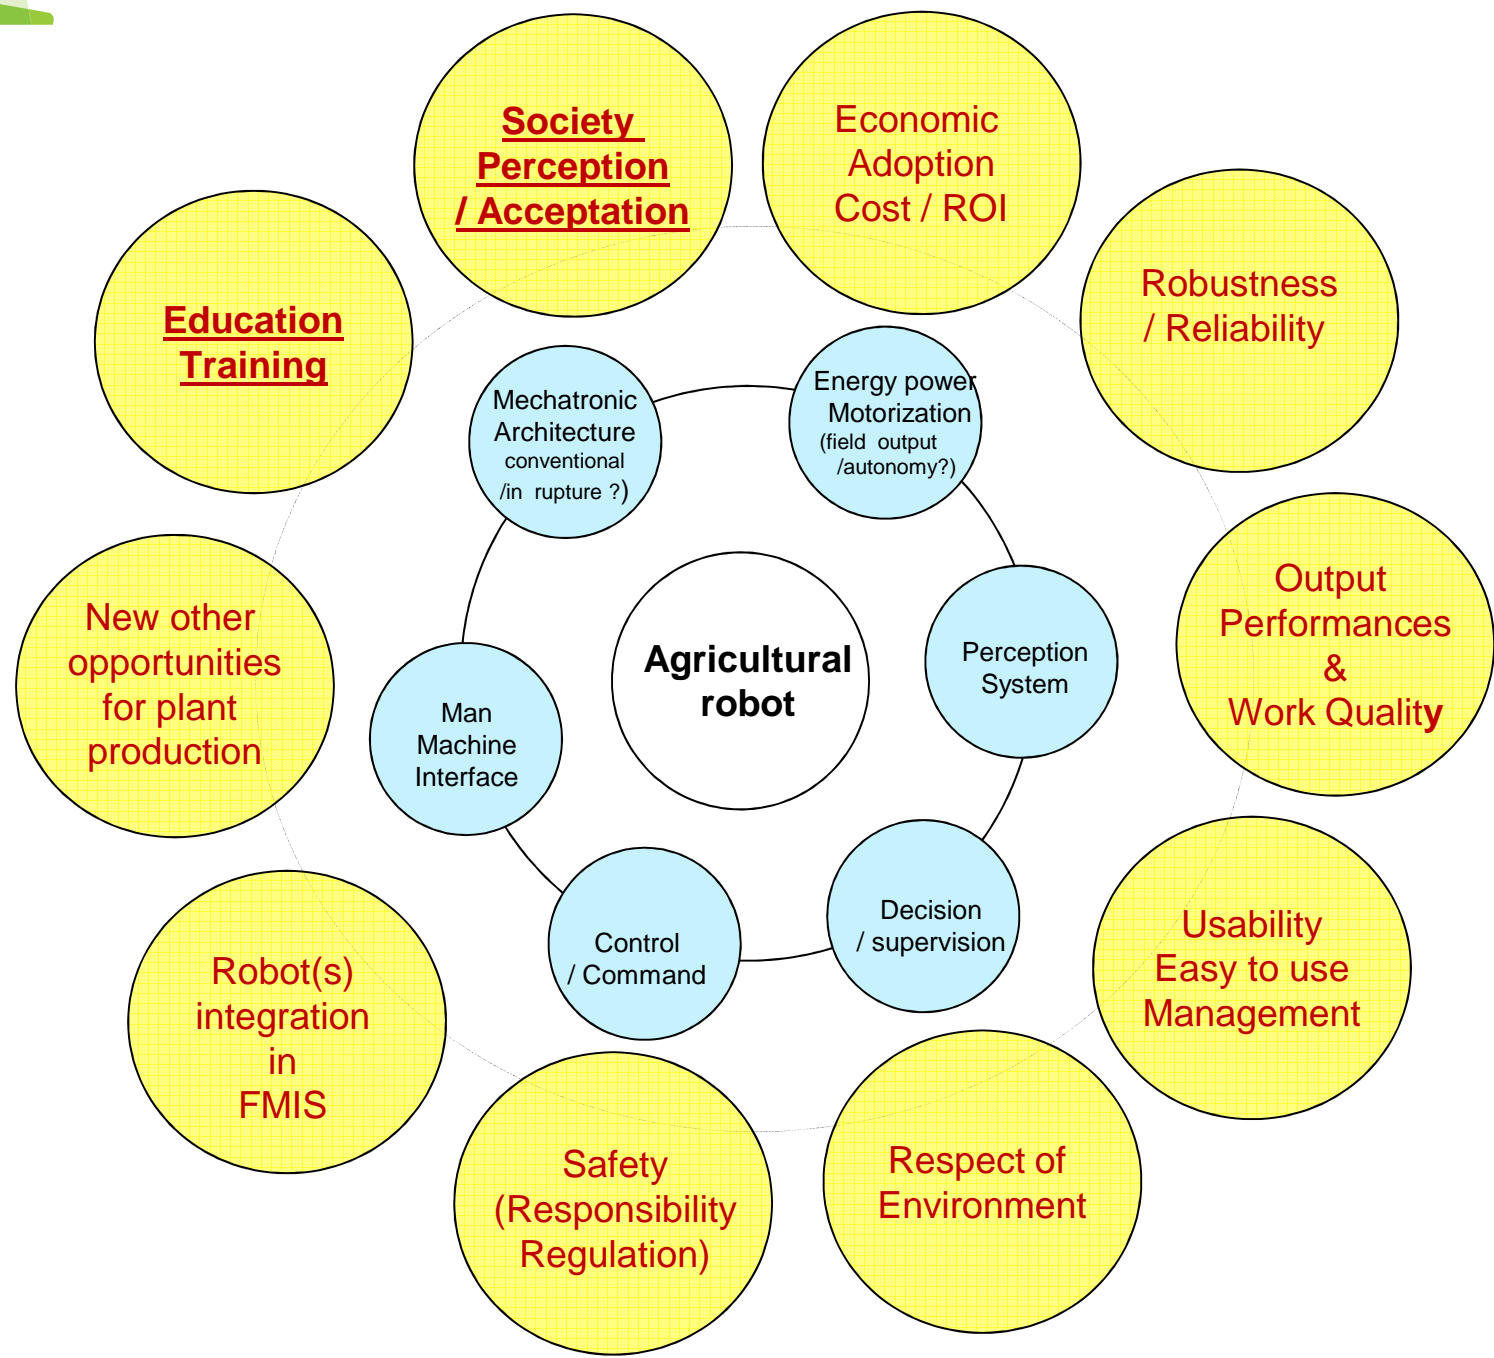 Society
Perception
/ Acceptation
Economic
Adoption
Cost / ROI
Robustness
/ Reliability
Education
Training
Mechatronic
Architecture
conventional
/in rupture ?)
Energy power
Motorization
(field output
/autonomy?)
Output
Performances
&
Work Quality
New other
opportunities
for plant
production
Agricultural
robot
Perception
System
Man
Machine
Interface
Decision
/ supervision
Control
/ Command
Usability
Easy to use
Management
Robot(s)
integration
in
FMIS
Safety
(Responsibility
Regulation)
Respect of
Environment